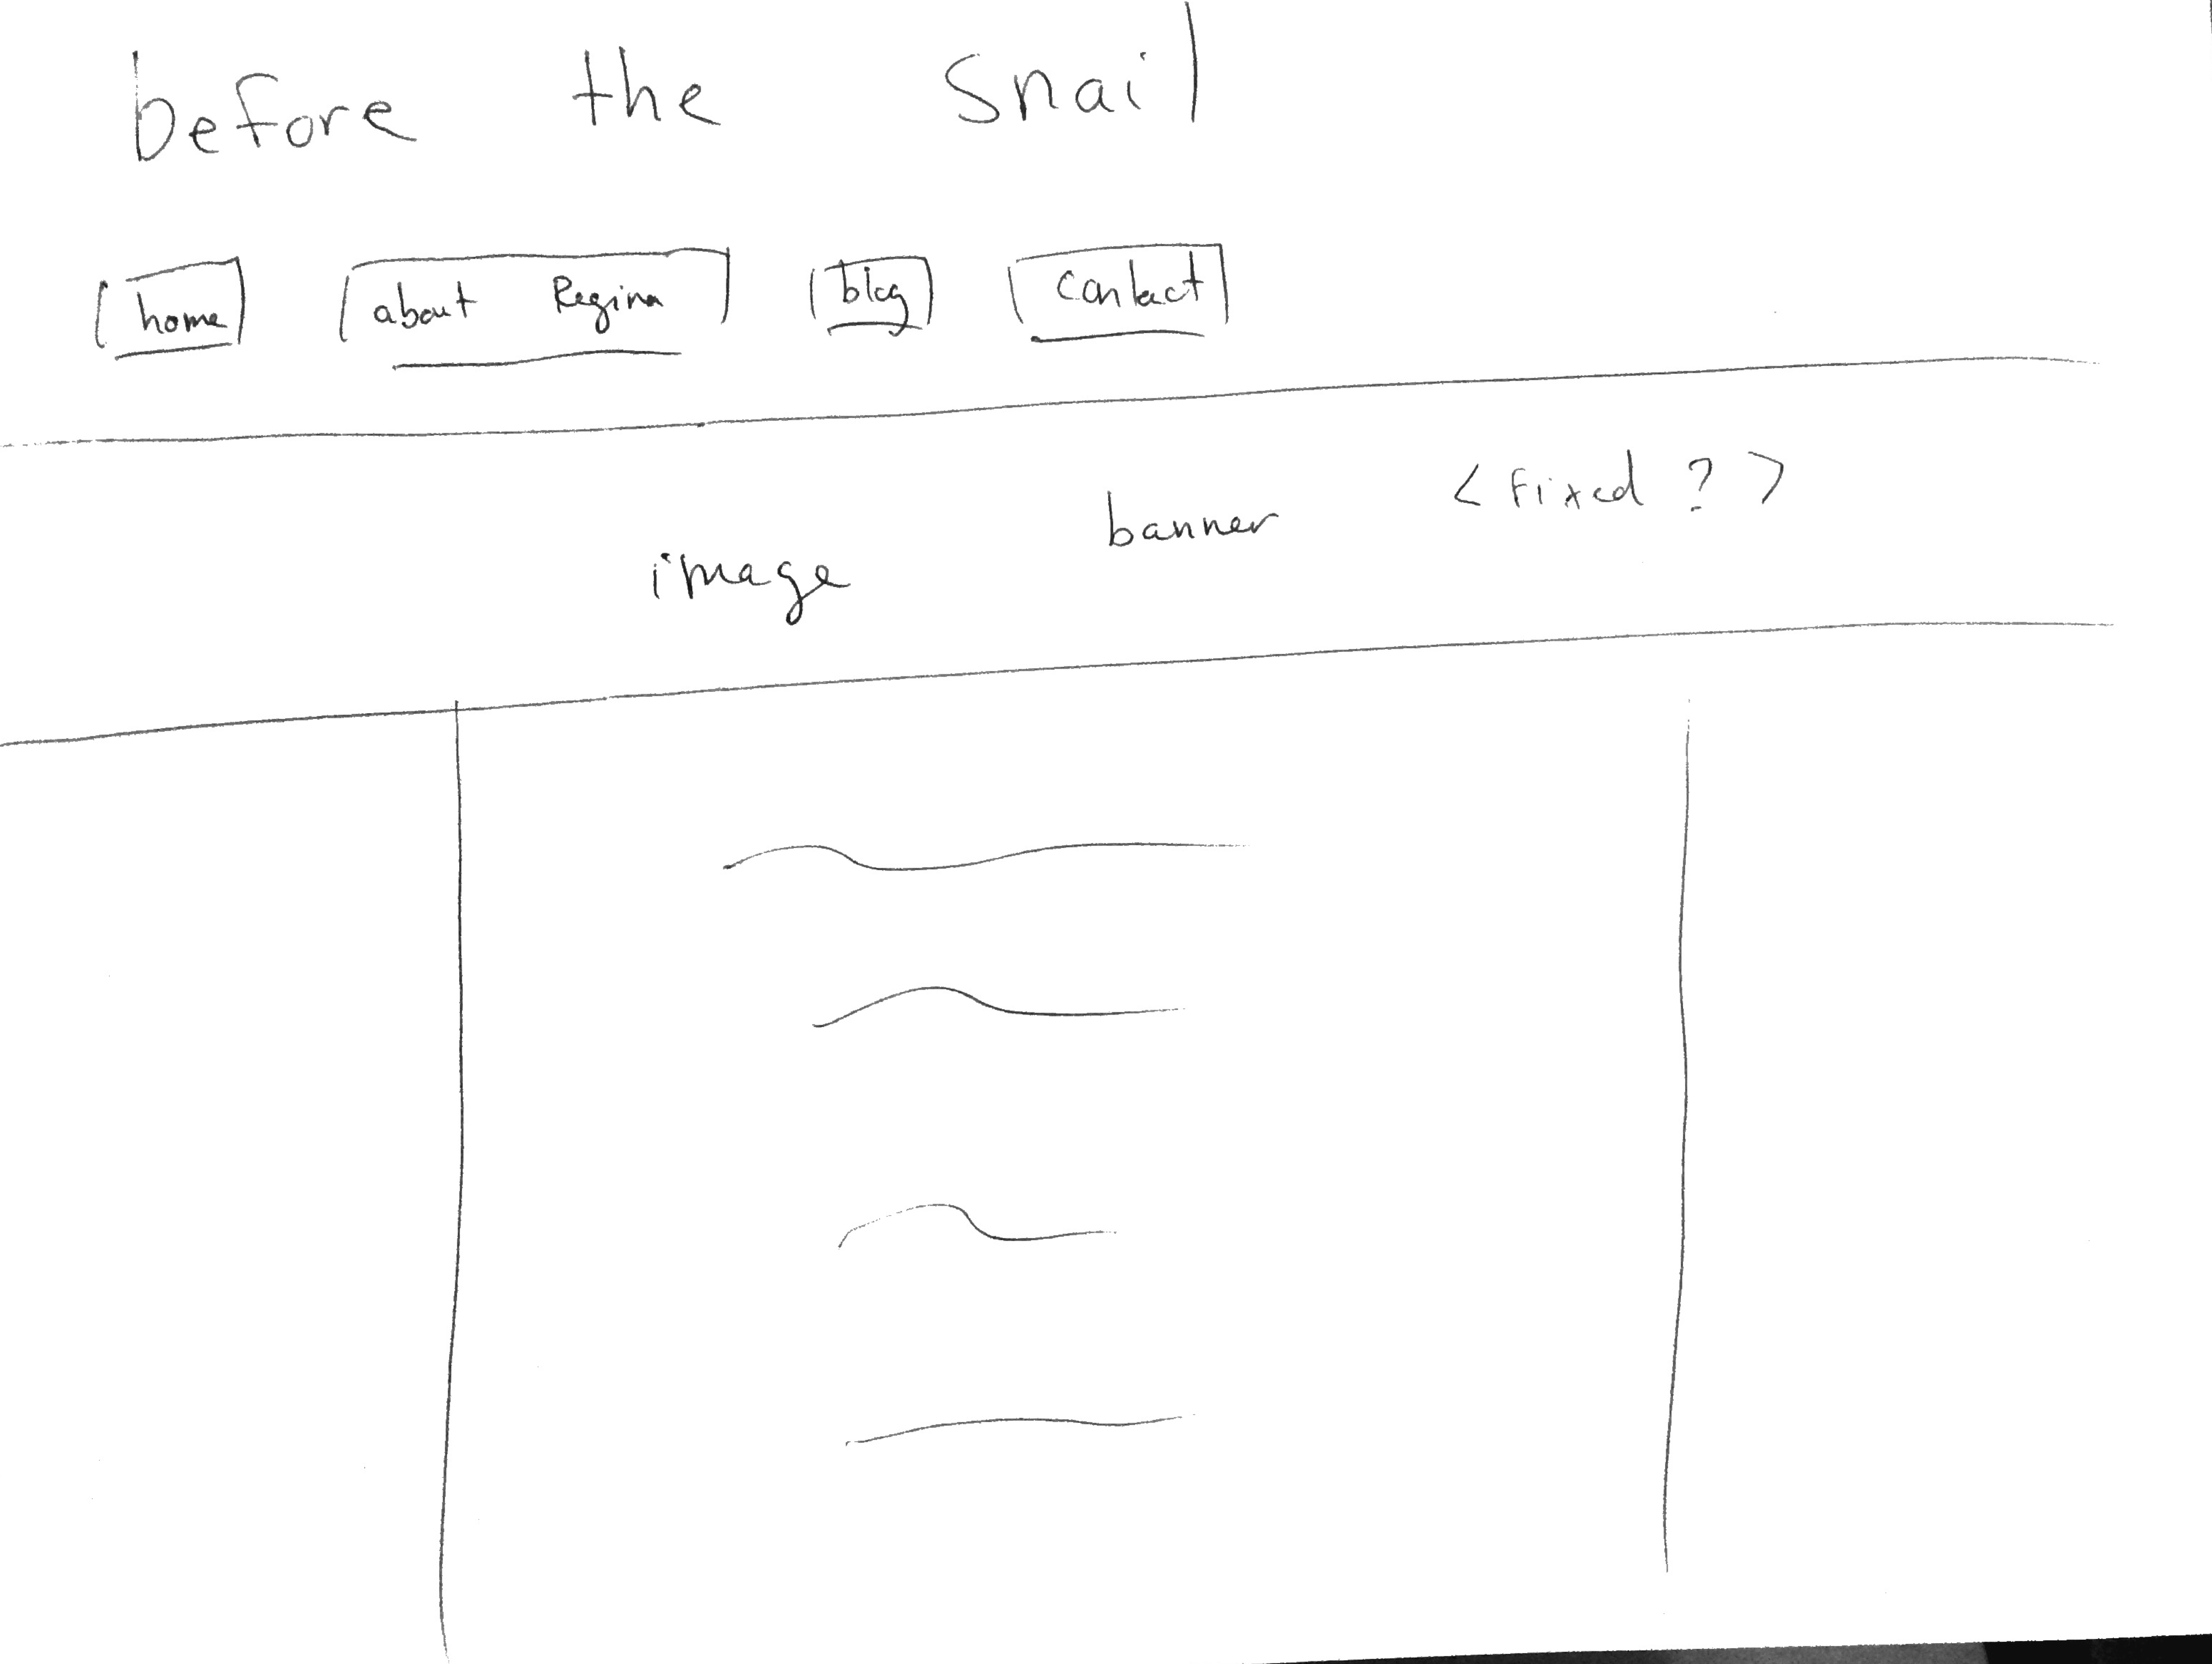 before the Snail
home about Regina blog contact
image banner < Fixed ? >